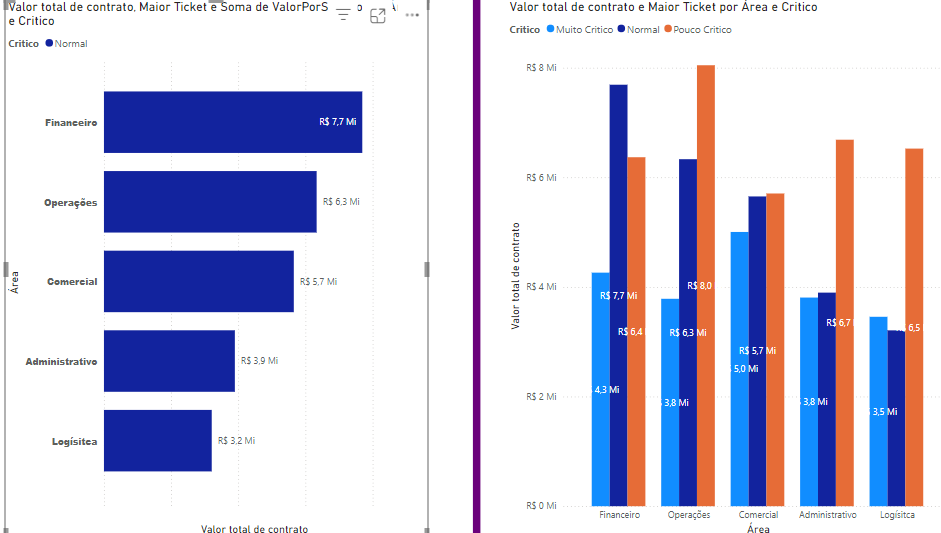 Valor total de contrato, Maior Ticket e Soma de ValorPorS
e Critico
Critico Normal
Financeiro
R$ 7,7 Mi
Operações
R$ 6,3 Mi
Comercial
R$ 5,7 Mi
Administrativo
R$ 3,9 Mi
Logísitca
R$ 3,2 Mi
Área
Valor total de contrato
Valor total de contrato e Maior Ticket por Área e Critico
Critico Muito Critico Normal Pouco Critico
R$ 8 Mi
R$ 6 Mi
R$ 4 Mi
R$ 2 Mi
R$ 0 Mi
Valor total de contrato
4,3 Mi
R$ 7,7 Mi
R$ 6,4
3,8 Mi
R$ 6,3 Mi
R$ 8,0
5,0 Mi
R$ 5,7 Mi
3,8 Mi
R$ 6,7
3,5 Mi
6,5
Financeiro
Operações
Comercial
Administrativo
Logísitca
Área